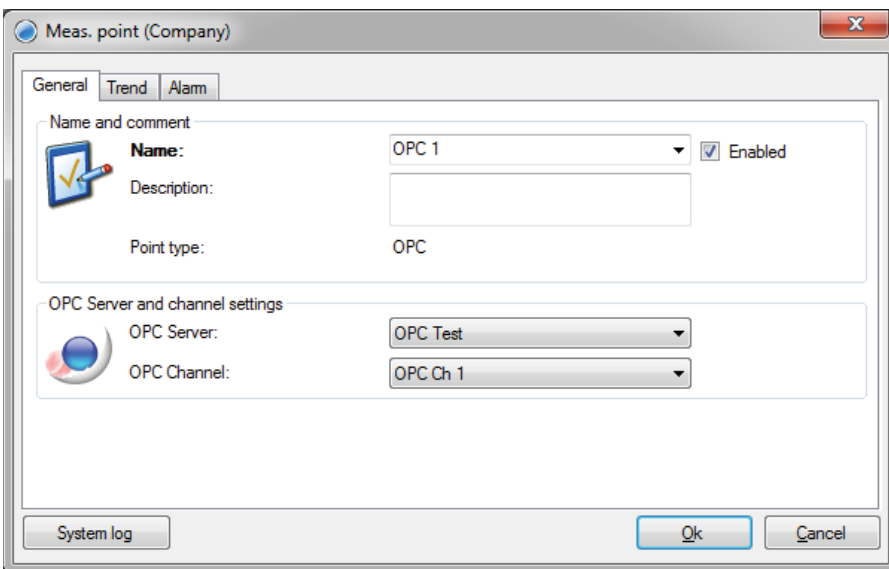 Meas. point (Company)
General Trend Alarm
Name and comment
Name: OPC 1 Enabled
Description:
Point type: OPC
OPC Server and channel settings
OPC Server: OPC Test
OPC Channel: OPC Ch 1
System log Ok Cancel